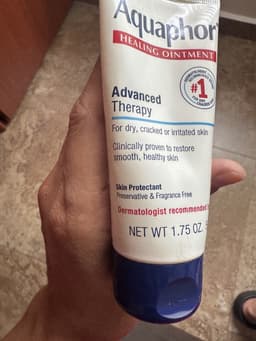 Aquaphor
HEALING OINTMENT
#1
Advanced
Therapy
For dry, cracked or irritated skin
Clinically proven to restore
smooth, healthy skin
Skin Protectant
Preservative & Fragrance Free
Dermatologist recommended
NET WT 1.75 OZ.